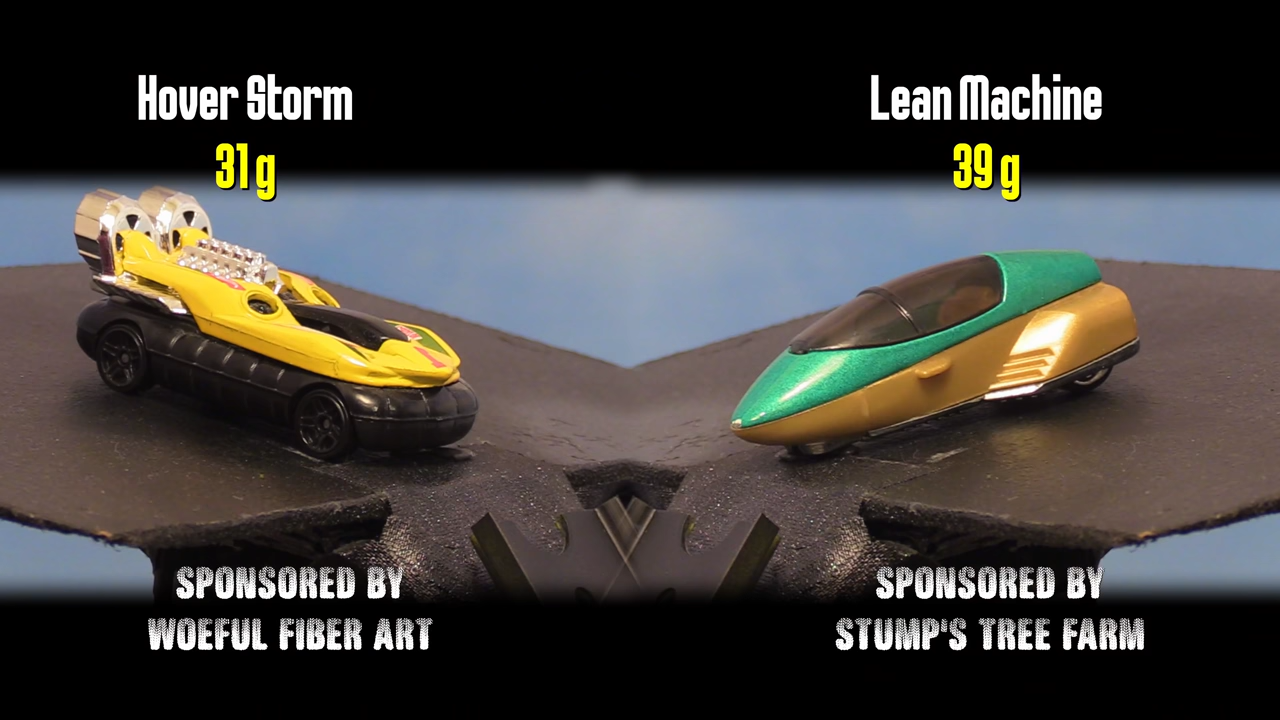 Hover Storm
31 g
Lean Machine
39 g
SPONSORED BY
WOEFUL FIBER ART
SPONSORED BY
STUMP'S TREE FARM